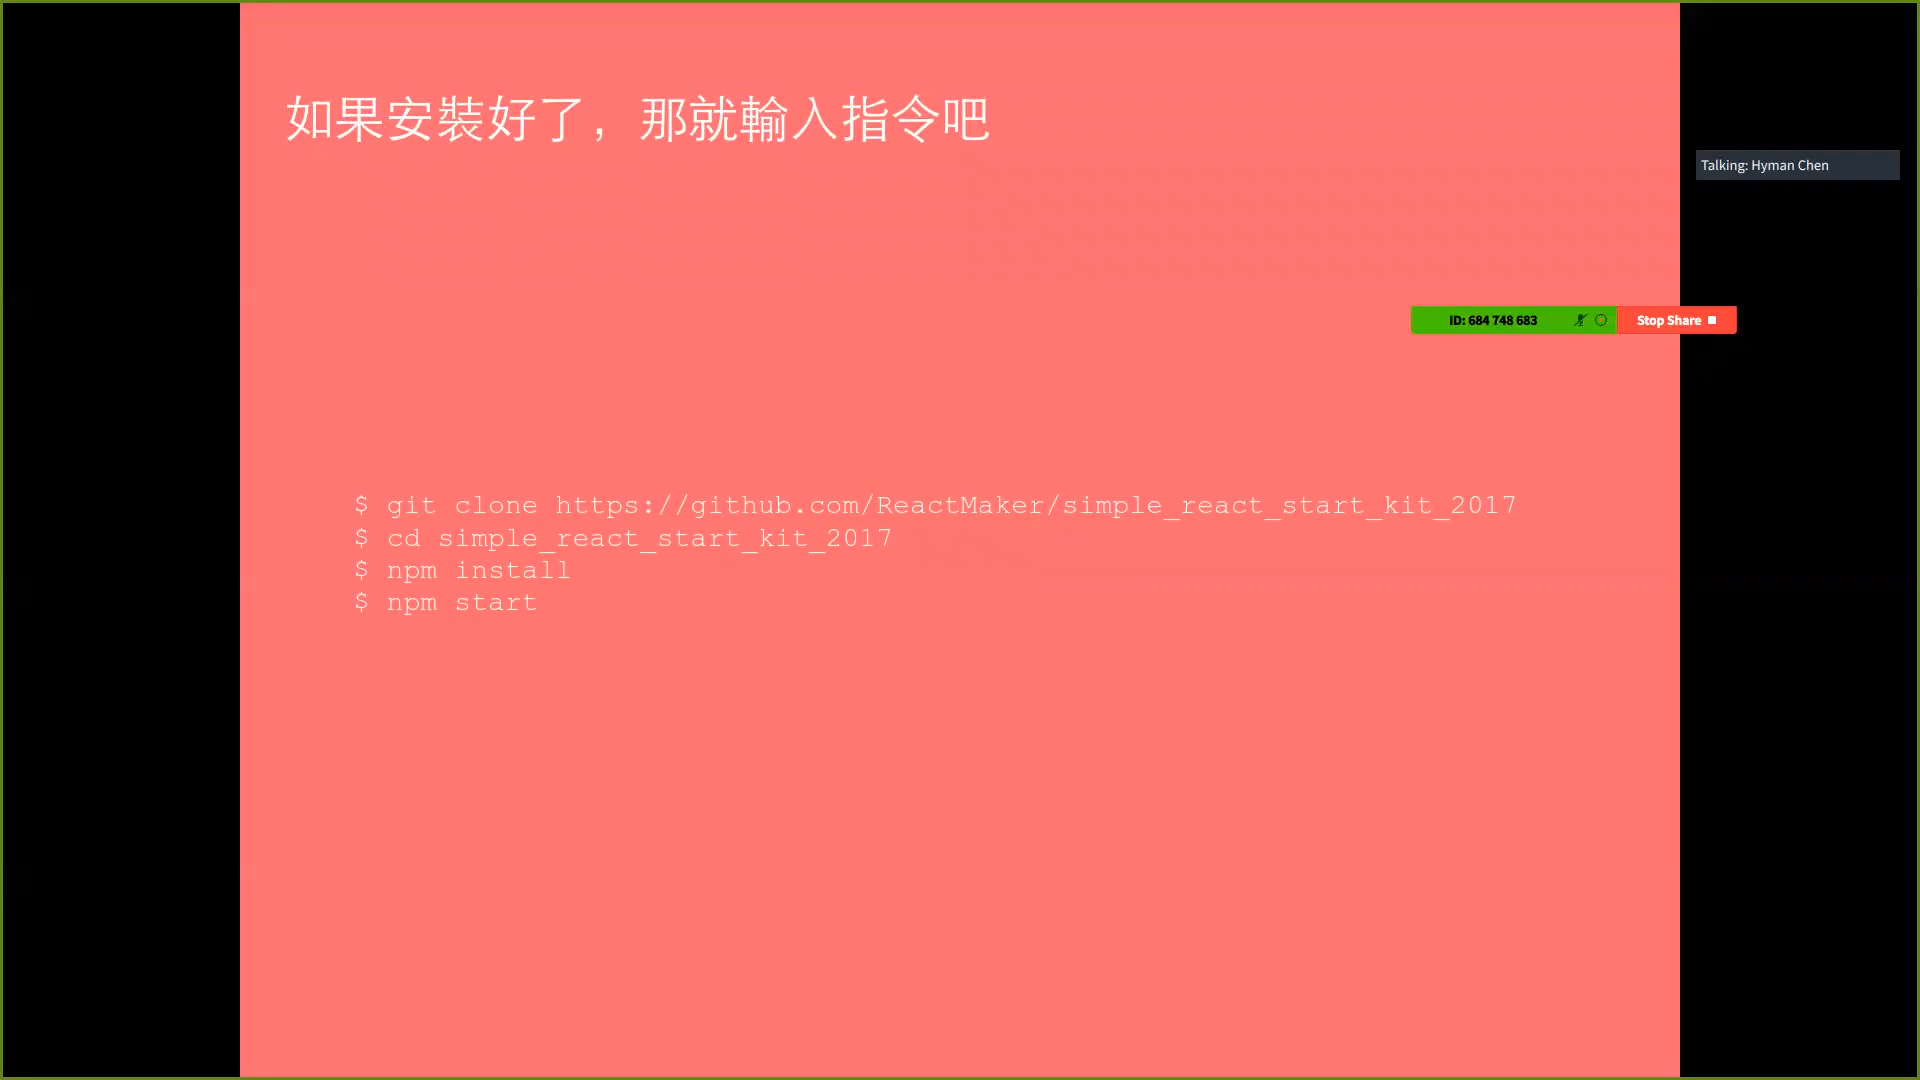 如果安裝好了，那就輸入指令吧
Talking: Hyman Chen
ID: 684 748 683
Stop Share
$ git clone https://github.com/ReactMaker/simple_react_start_kit_2017
$ cd simple_react_start_kit_2017
$ npm install
$ npm start